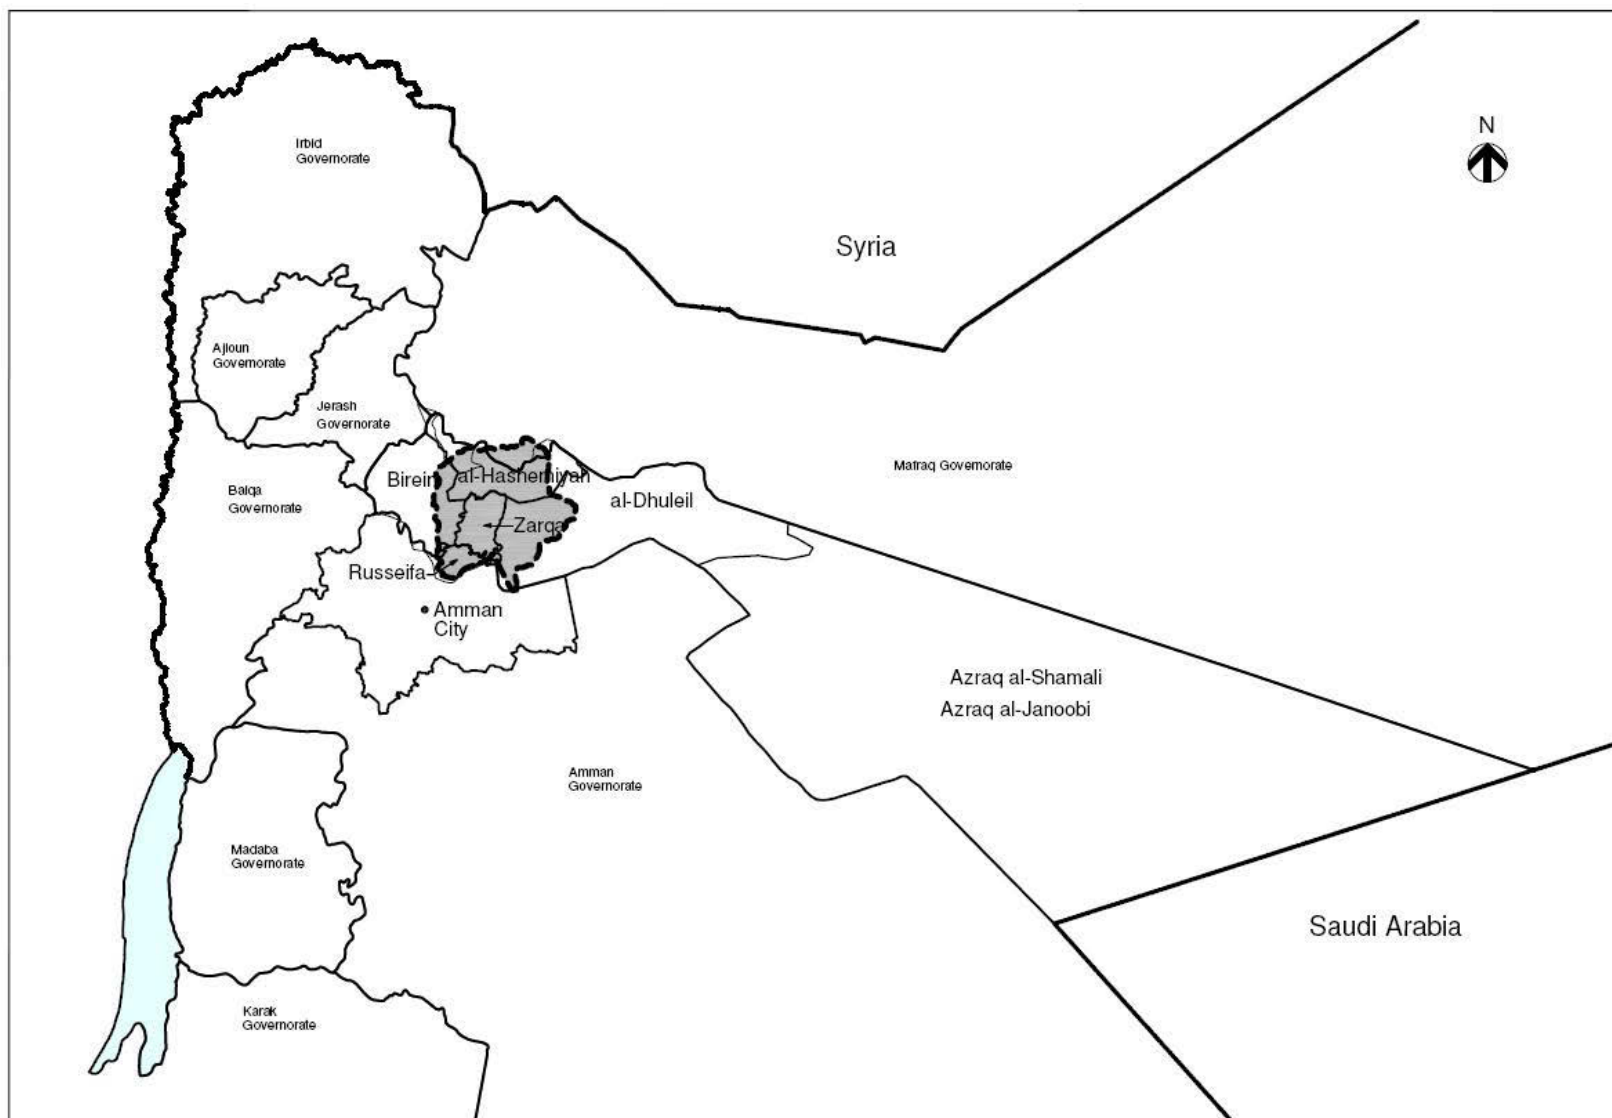 N
Irbid
Governorate
Syria
Ajloun
Governorate
Jerash
Governorate
Birein
al-Hashemiyah
Mafraq Governorate
Balqa
Governorate
al-Dhuleil
Zarqa
Russeifa
Amman
City
Azraq al-Shamali
Azraq al-Janoobi
Amman
Governorate
Madaba
Governorate
Saudi Arabia
Karak
Governorate